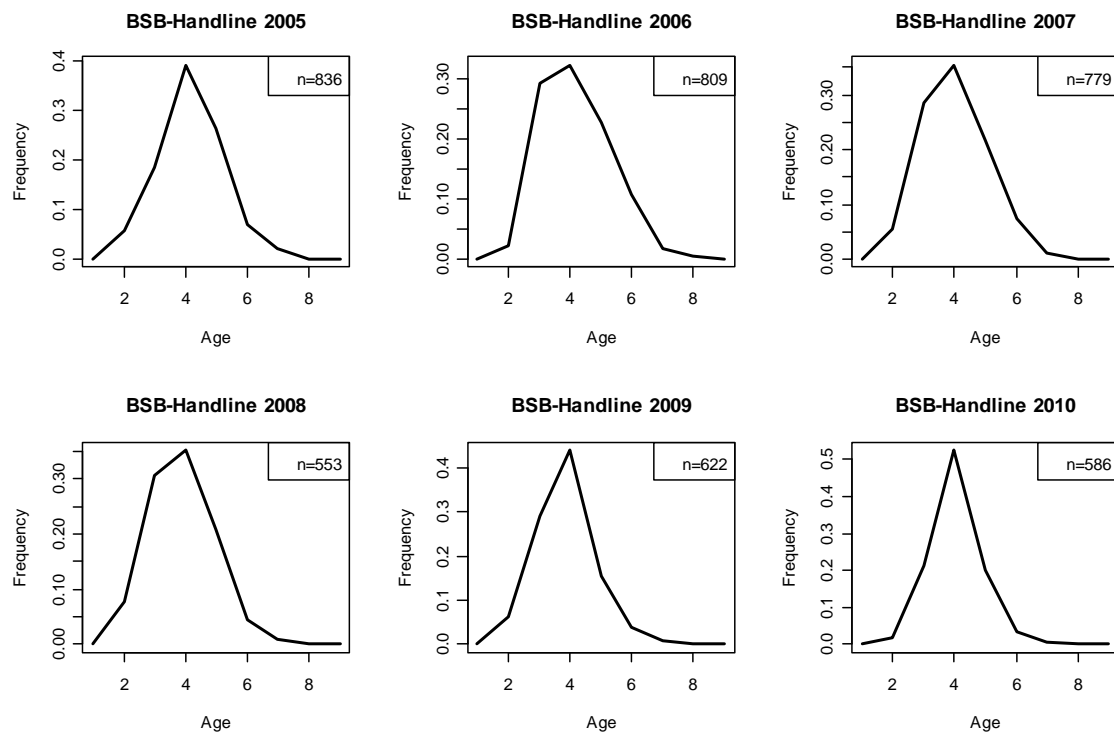 BSB-Handline 2005
n=836
Frequency
0.0 0.1 0.2 0.3 0.4
2 4 6 8
Age
BSB-Handline 2006
n=809
Frequency
0.00 0.10 0.20 0.30
2 4 6 8
Age
BSB-Handline 2007
n=779
Frequency
0.00 0.10 0.20 0.30
2 4 6 8
Age
BSB-Handline 2008
n=553
Frequency
0.00 0.10 0.20 0.30
2 4 6 8
Age
BSB-Handline 2009
n=622
Frequency
0.0 0.1 0.2 0.3 0.4
2 4 6 8
Age
BSB-Handline 2010
n=586
Frequency
0.0 0.1 0.2 0.3 0.4 0.5
2 4 6 8
Age